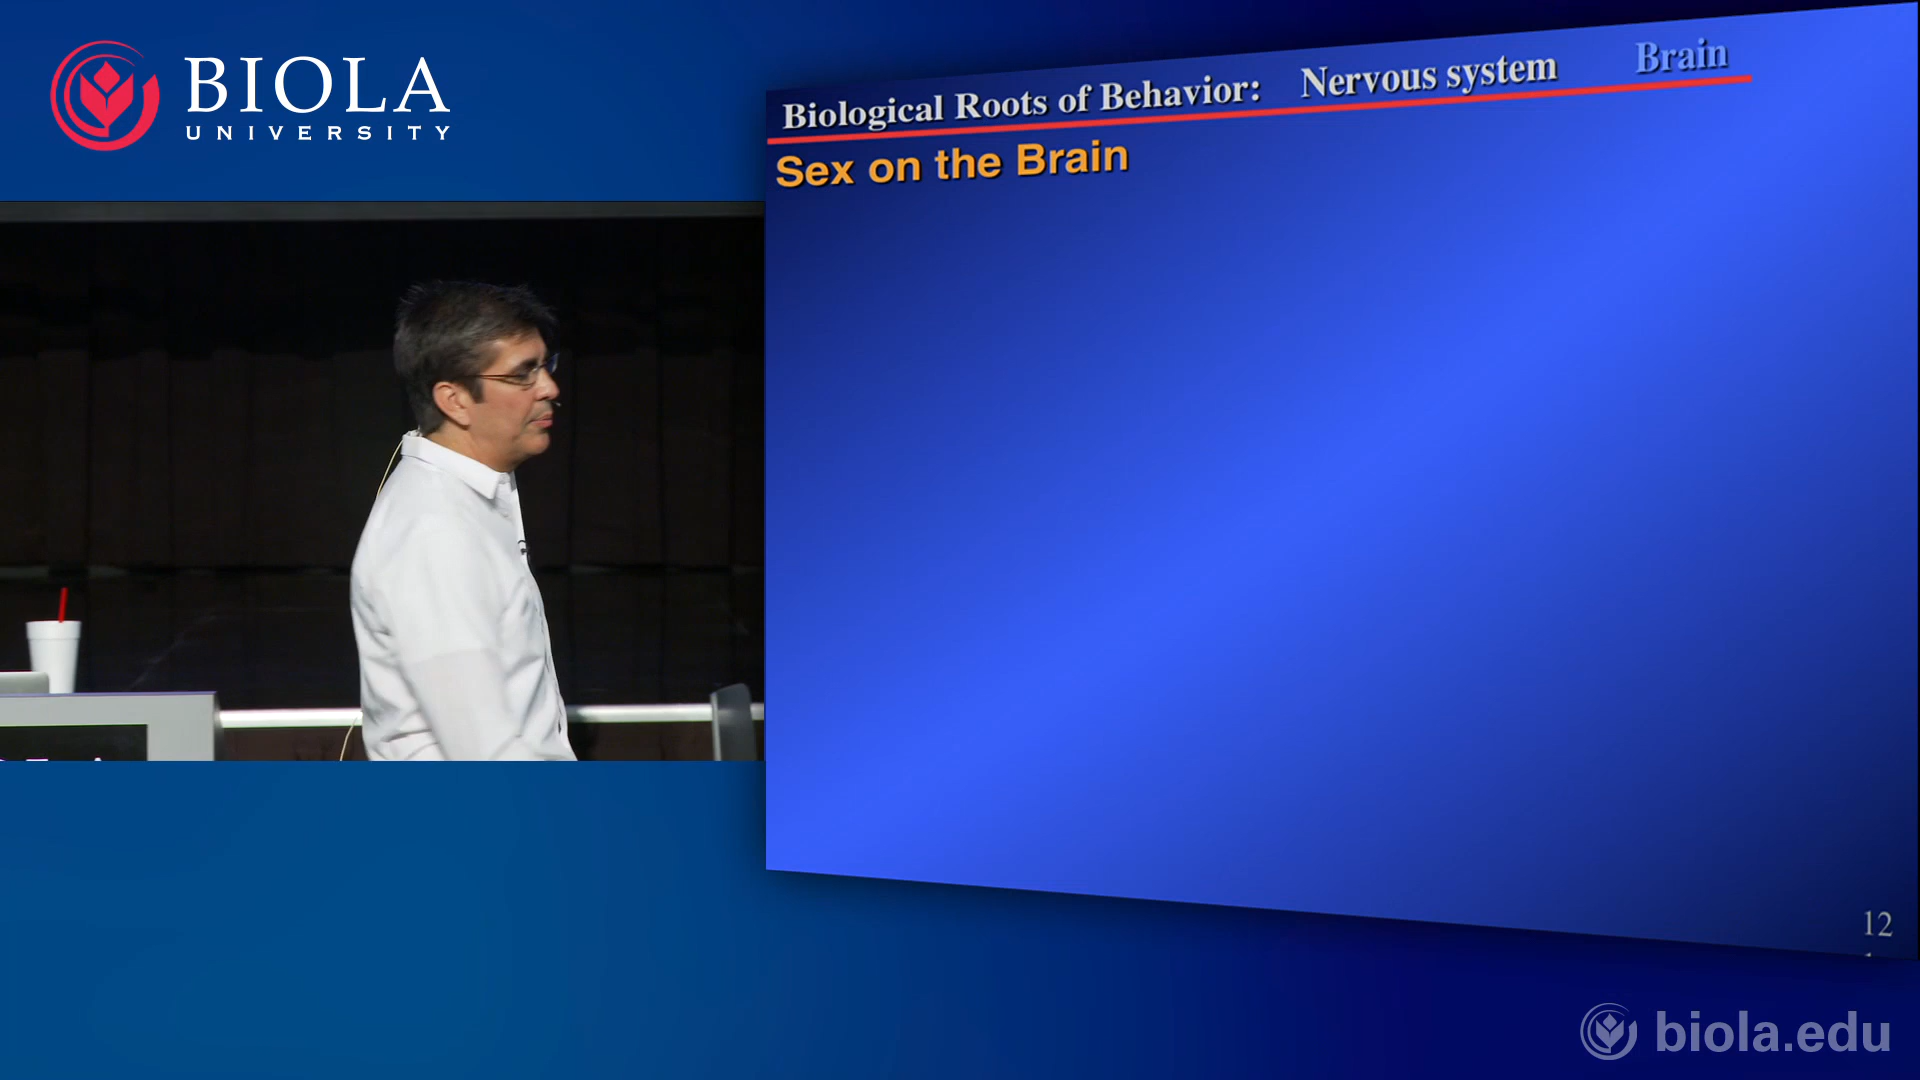 BIOLA
UNIVERSITY
Biological Roots of Behavior: Nervous system Brain
Sex on the Brain
12
biola.edu